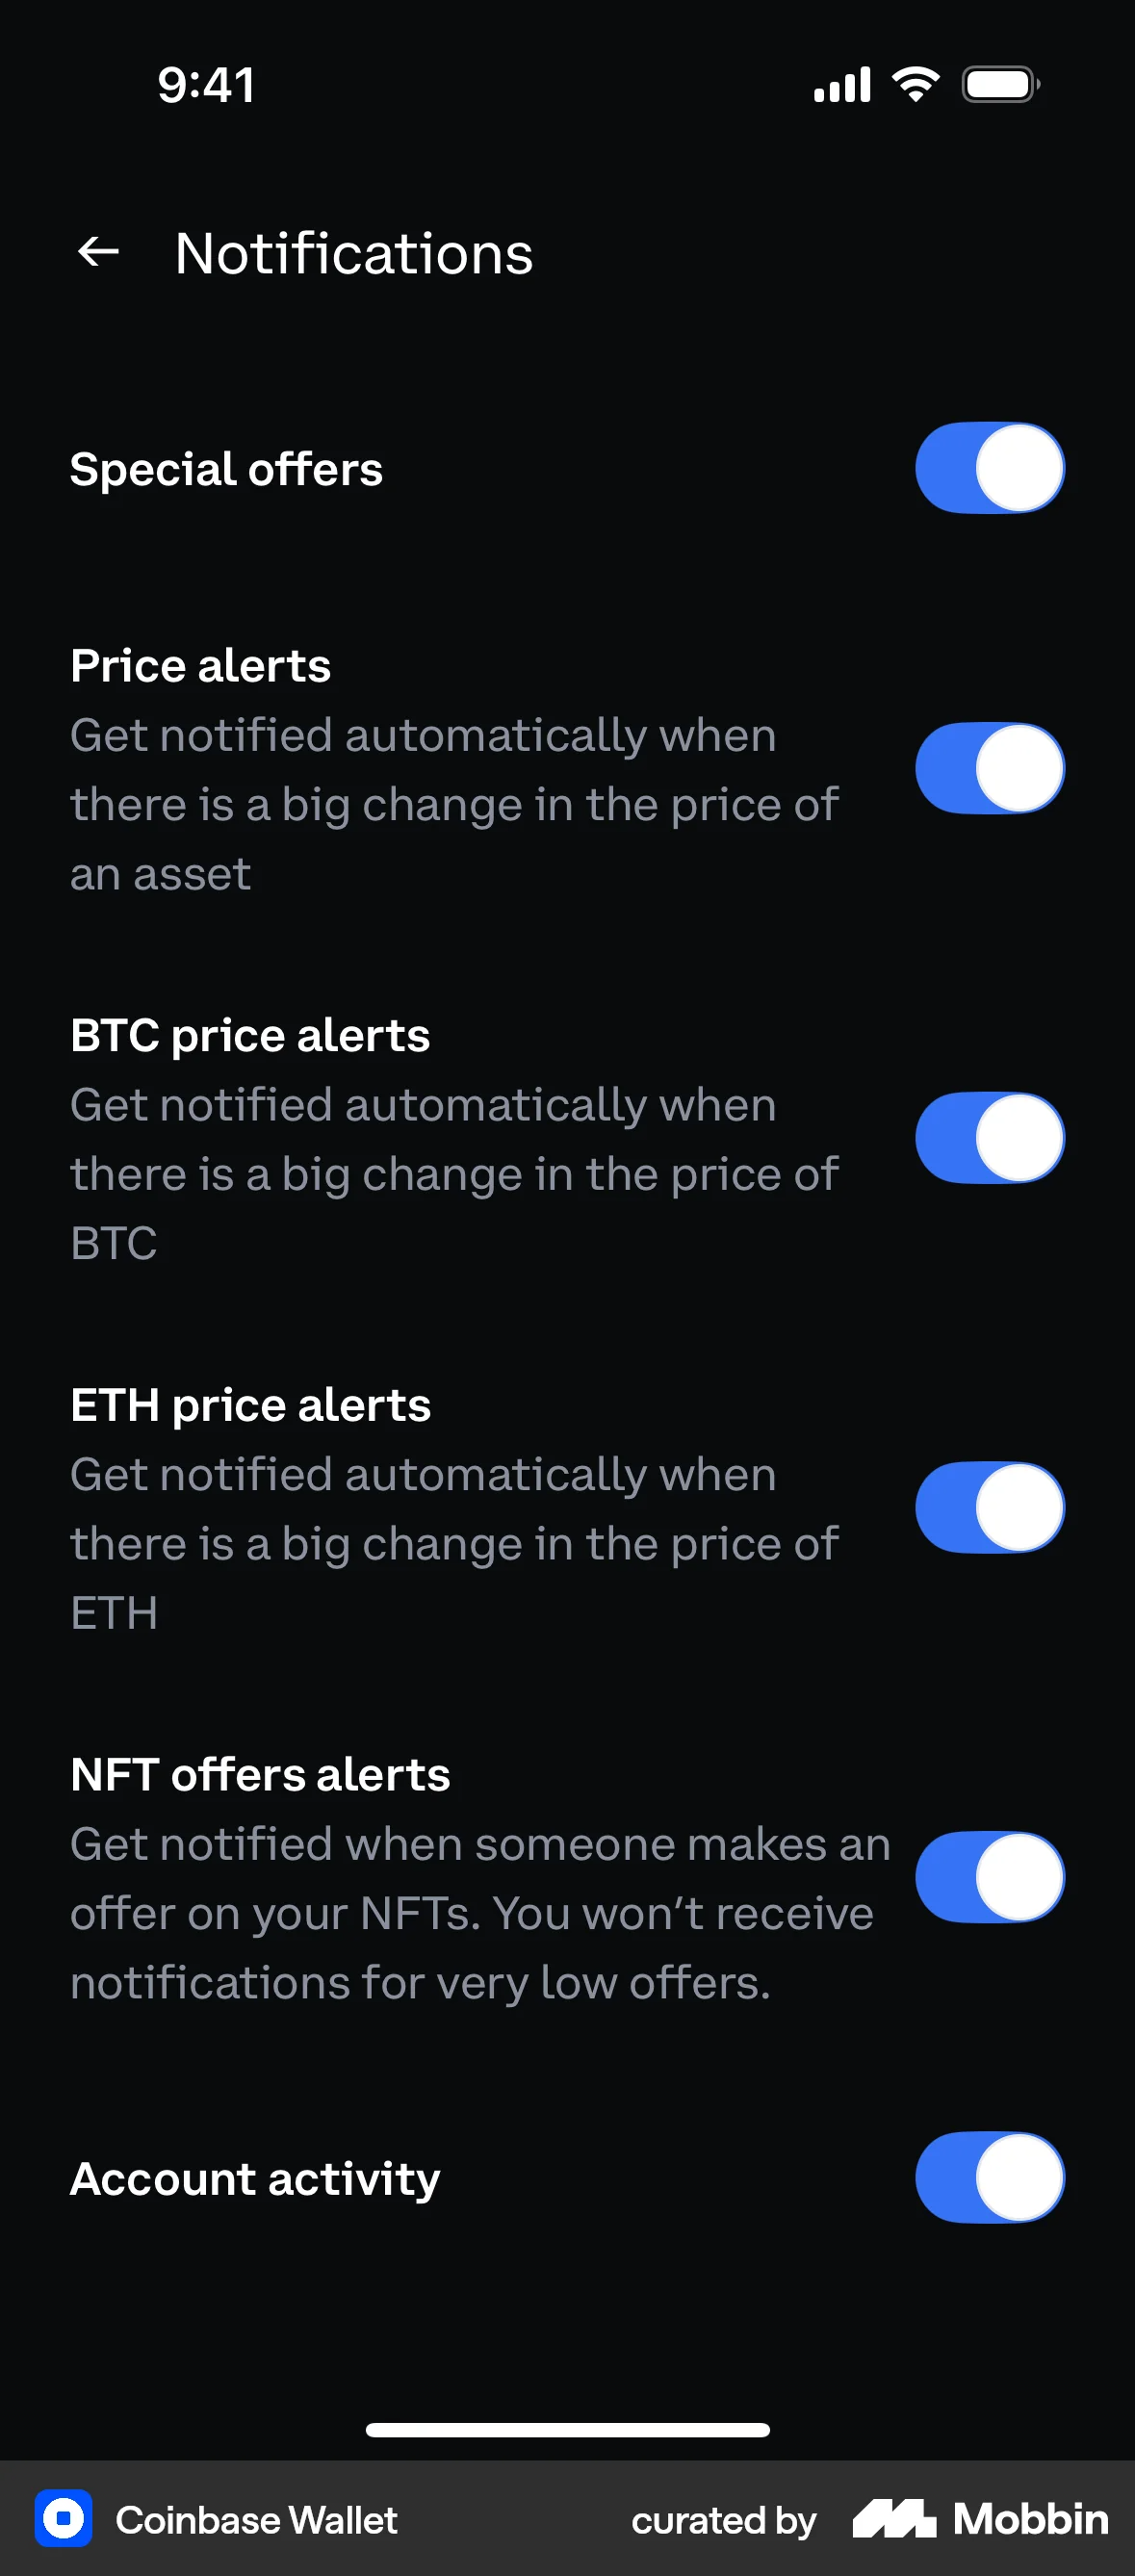 9:41
Notifications
Special offers
Price alerts
Get notified automatically when
there is a big change in the price of
an asset
BTC price alerts
Get notified automatically when
there is a big change in the price of
BTC
ETH price alerts
Get notified automatically when
there is a big change in the price of
ETH
NFT offers alerts
Get notified when someone makes an
offer on your NFTs. You won’t receive
notifications for very low offers.
Account activity
Coinbase Wallet curated by Mobbin